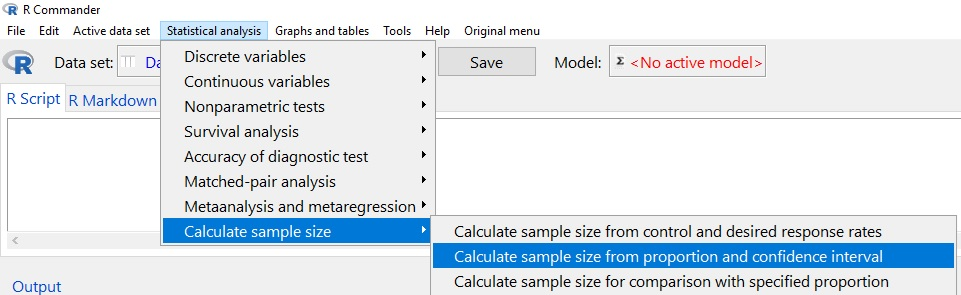 R Commander
File Edit Active data set Statistical analysis Graphs and tables Tools Help Original menu
R Data set: Da Save Model: Σ <No active model>
R Script R Markdown
Discrete variables
Continuous variables
Nonparametric tests
Survival analysis
Accuracy of diagnostic test
Matched-pair analysis
Metaanalysis and metaregression
Calculate sample size
Calculate sample size from control and desired response rates
Calculate sample size from proportion and confidence interval
Calculate sample size for comparison with specified proportion
Output